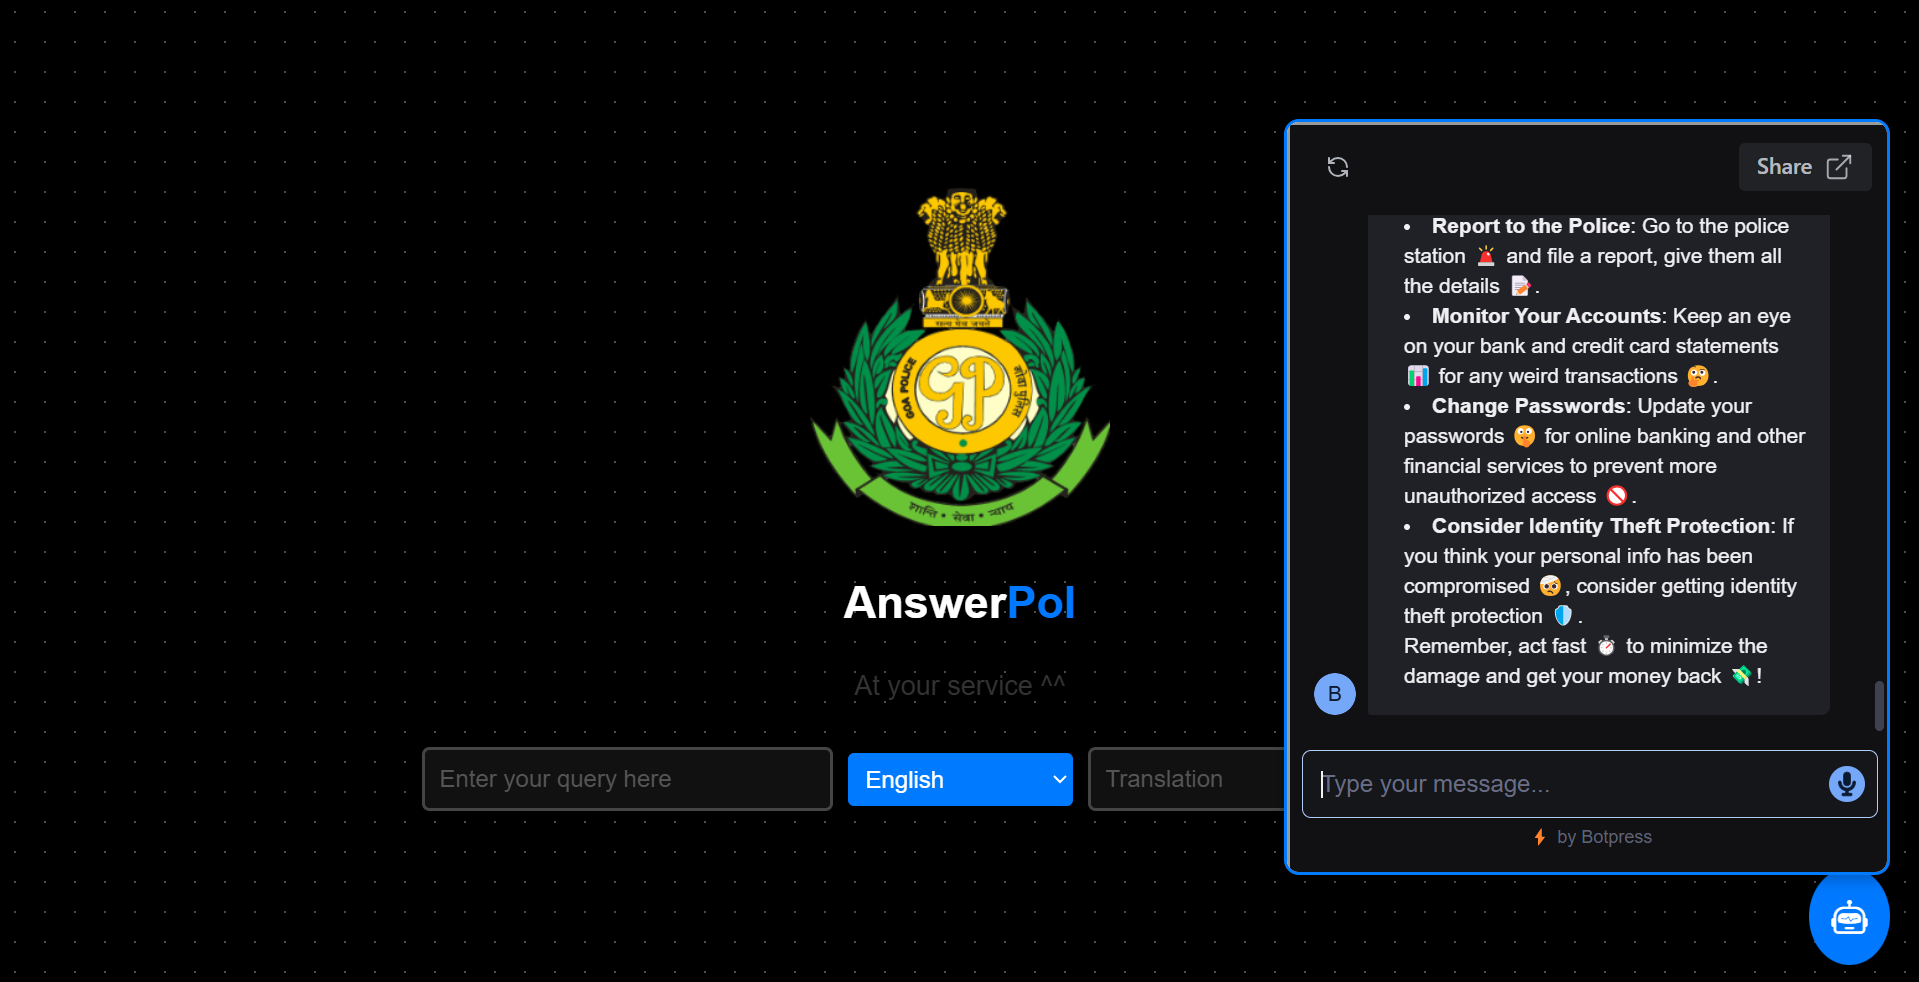 सत्यमेव जयते
GOA POLICE
गोवा पुलिस
GP
शान्ति • सेवा • न्याय
AnswerPol
At your service ^^
Enter your query here
English
Translation
Share
• Report to the Police: Go to the police
station 🚨 and file a report, give them all
the details 📝.
• Monitor Your Accounts: Keep an eye
on your bank and credit card statements
📊 for any weird transactions 🤔.
• Change Passwords: Update your
passwords 🤫 for online banking and other
financial services to prevent more
unauthorized access 🚫.
• Consider Identity Theft Protection: If
you think your personal info has been
compromised 🤕, consider getting identity
theft protection 🛡️.
Remember, act fast ⏱️ to minimize the
damage and get your money back 💸!
B
Type your message...
by Botpress